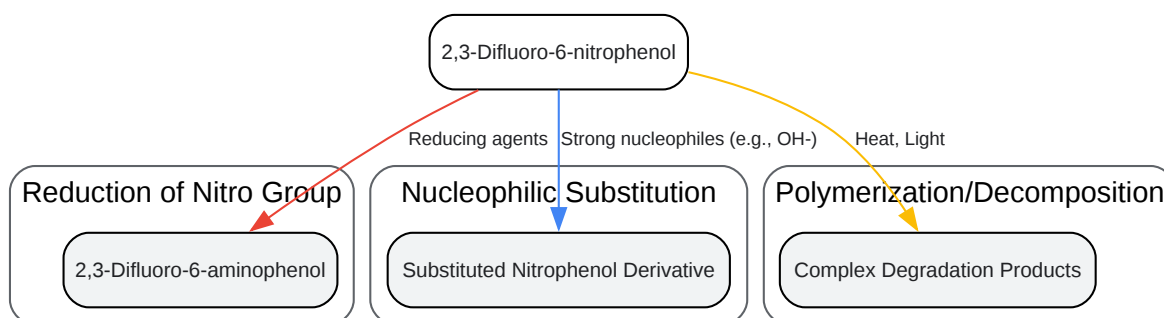 2,3-Difluoro-6-nitrophenol
Reducing agents
Strong nucleophiles (e.g., OH-)
Heat, Light
Reduction of Nitro Group
Nucleophilic Substitution
Polymerization/Decomposition
2,3-Difluoro-6-aminophenol
Substituted Nitrophenol Derivative
Complex Degradation Products